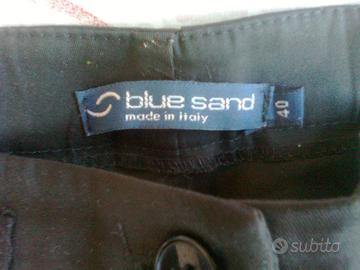 blue sand
made in italy
40
subito